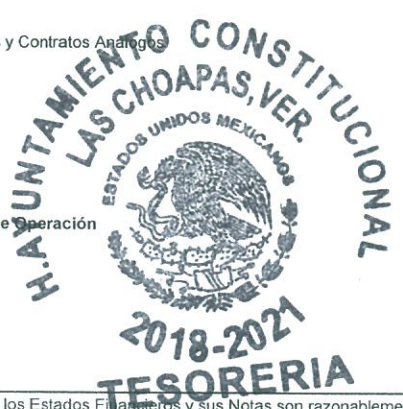 y Contratos Análogos
H. AYUNTAMIENTO CONSTITUCIONAL
LAS CHOAPAS, VER.
ESTADOS UNIDOS MEXICANOS
e Operación
2018-2021
TESORERIA
los Estados Financieros y sus Notas son razonableme